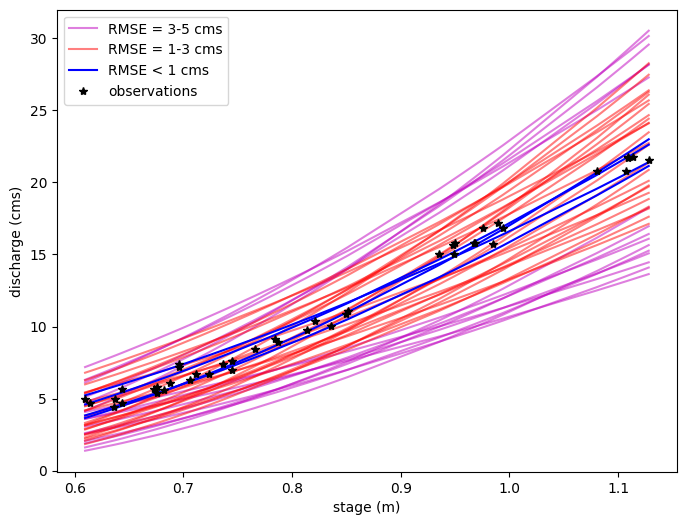 30
25
20
15
10
5
0
discharge (cms)
RMSE = 3-5 cms
RMSE = 1-3 cms
RMSE < 1 cms
observations
0.6 0.7 0.8 0.9 1.0 1.1
stage (m)